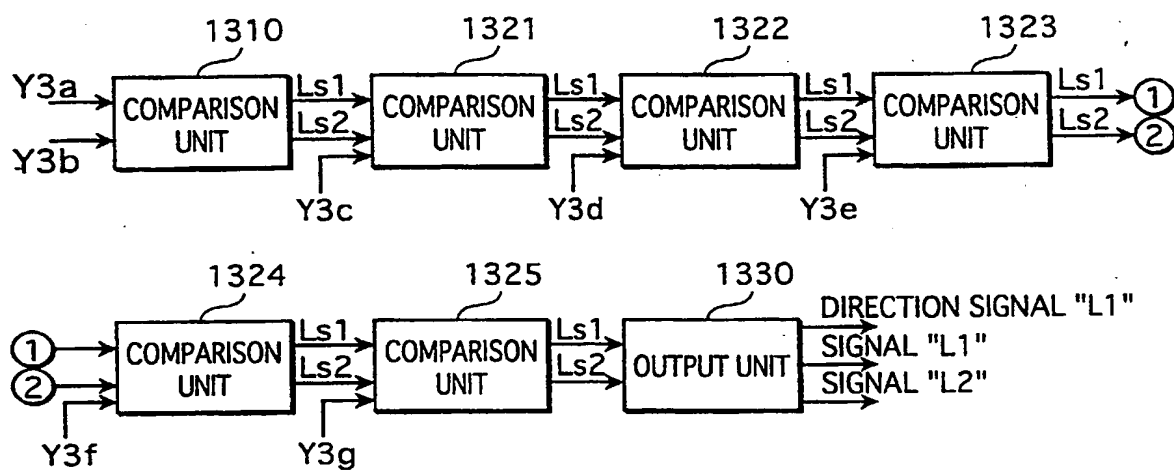 1310 1321 1322 1323
Y3a COMPARISON UNIT Ls1 COMPARISON UNIT Ls1 COMPARISON UNIT Ls1 COMPARISON UNIT Ls1 1
Y3b Ls2 Ls2 Ls2 Ls2 2
Y3c Y3d Y3e
1324 1325 1330
1 COMPARISON UNIT Ls1 COMPARISON UNIT Ls1 OUTPUT UNIT DIRECTION SIGNAL "L1"
2 Ls2 Ls2 SIGNAL "L1"
SIGNAL "L2"
Y3f Y3g